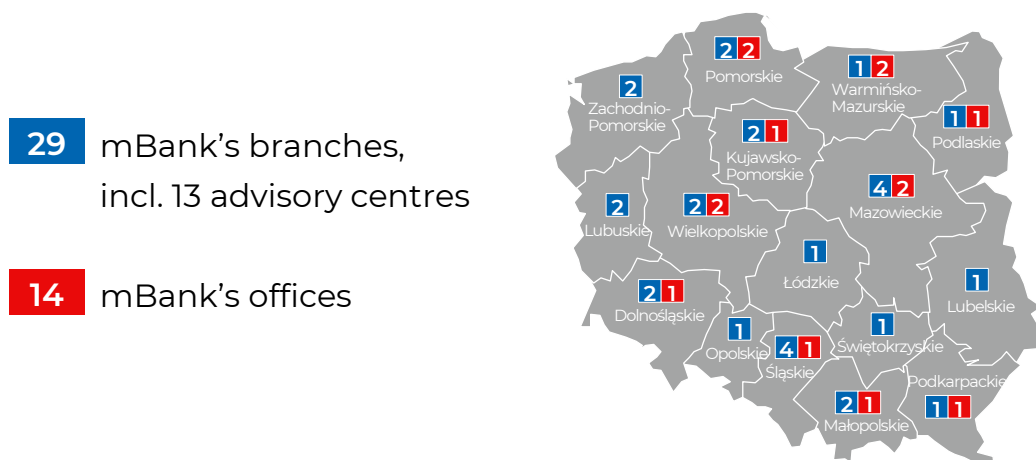 29 mBank's branches,
incl. 13 advisory centres
14 mBank's offices
2 2
Pomorskie
1 2
Warmińsko-
Mazurskie
2
Zachodnio-
Pomorskie
1 1
Podlaskie
2 1
Kujawsko-
Pomorskie
4 2
Mazowieckie
2
Lubuskie
2 2
Wielkopolskie
1
Łódzkie
1
Lubelskie
2 1
Dolnośląskie
1
Opolskie
4 1
Śląskie
1
Świętokrzyskie
Podkarpackie
1 1
2 1
Małopolskie